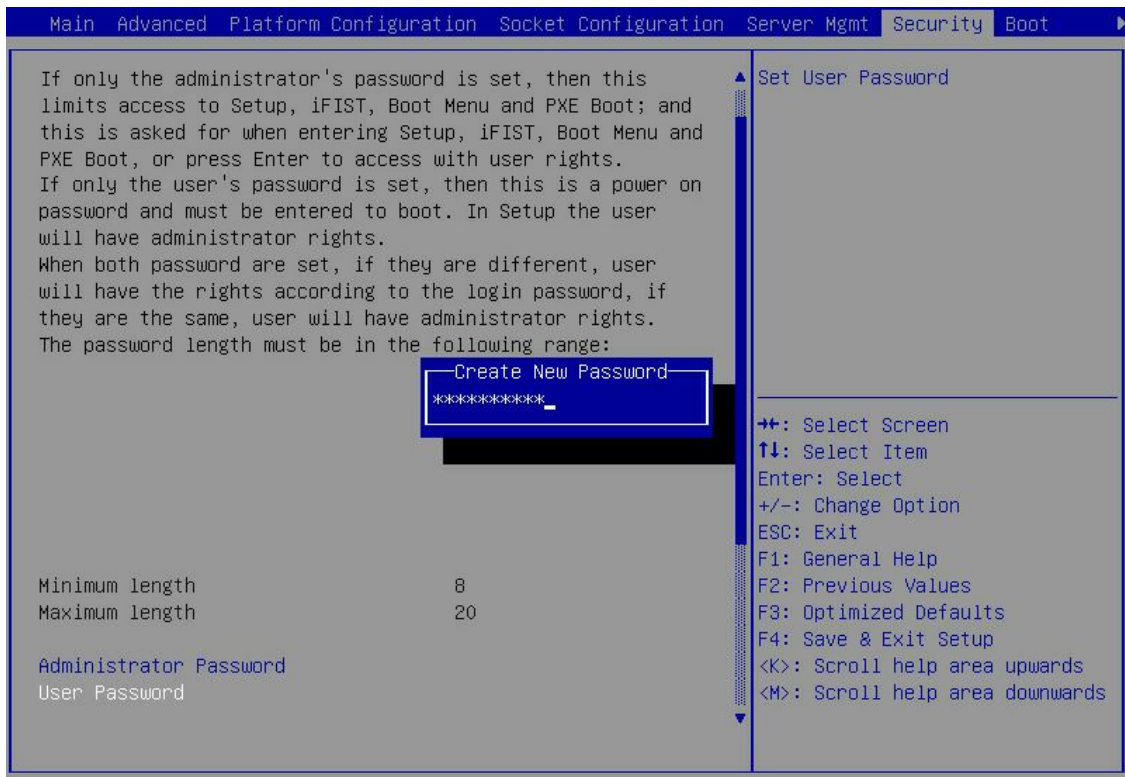 Main Advanced Platform Configuration Socket Configuration Server Mgmt Security Boot
If only the administrator's password is set, then this
limits access to Setup, iFIST, Boot Menu and PXE Boot; and
this is asked for when entering Setup, iFIST, Boot Menu and
PXE Boot, or press Enter to access with user rights.
If only the user's password is set, then this is a power on
password and must be entered to boot. In Setup the user
will have administrator rights.
When both password are set, if they are different, user
will have the rights according to the login password, if
they are the same, user will have administrator rights.
The password length must be in the following range:
Create New Password
**********_
Minimum length 8
Maximum length 20
Administrator Password
User Password
Set User Password
→←: Select Screen
↑↓: Select Item
Enter: Select
+/-: Change Option
ESC: Exit
F1: General Help
F2: Previous Values
F3: Optimized Defaults
F4: Save & Exit Setup
<K>: Scroll help area upwards
<M>: Scroll help area downwards